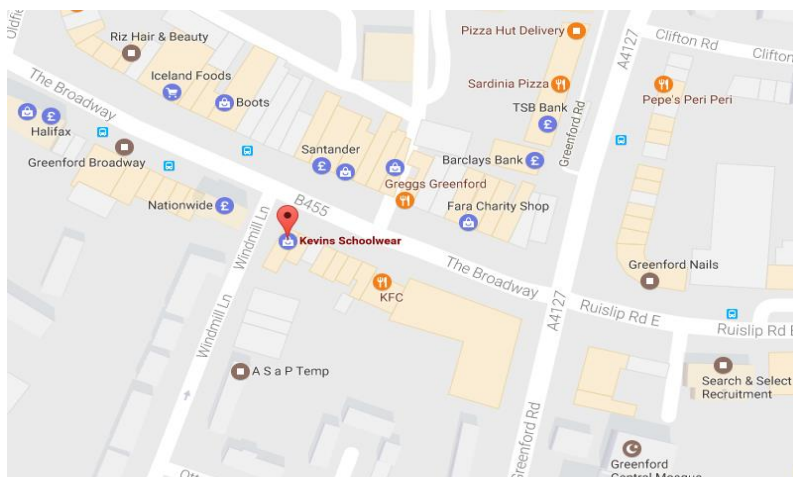 Oldfie
Riz Hair & Beauty
Pizza Hut Delivery
A4127
Clifton Rd
Clifton
Iceland Foods
Boots
Sardinia Pizza
Pepe's Peri Peri
The Broadway
TSB Bank
Halifax
Greenford Rd
Santander
Barclays Bank
Greenford Broadway
Greggs Greenford
Nationwide
B455
Fara Charity Shop
Windmill Ln
Kevins Schoolwear
The Broadway
Greenford Nails
KFC
A4127
Ruislip Rd E
Ruislip Rd E
Windmill Ln
A S a P Temp
Search & Select
Recruitment
Greenford Rd
Greenford
Central Mosque